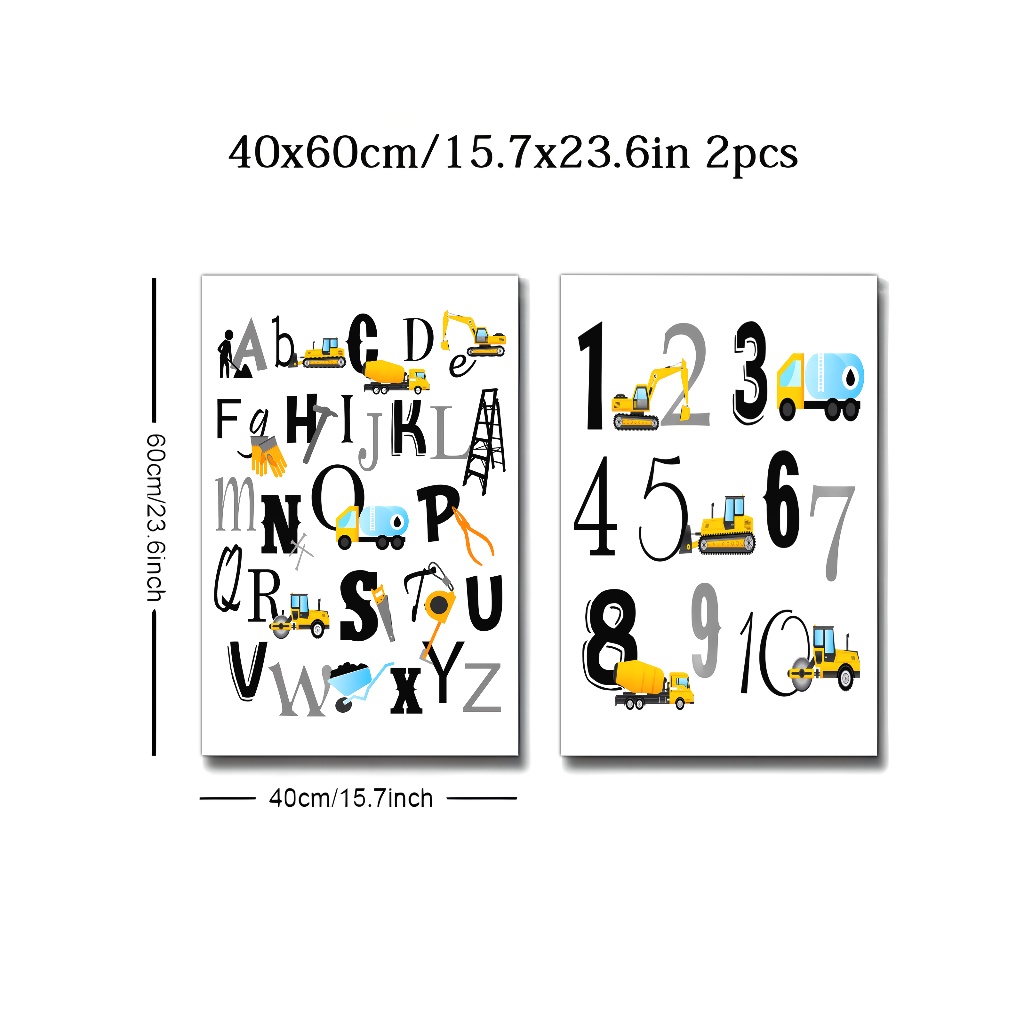 40x60cm/15.7x23.6in 2pcs
A b C D e
F g H I J K L
m N O P
Q R S T U
V W X Y Z
1 2 3
4 5 6 7
8 9 10
60cm/23.6inch
40cm/15.7inch